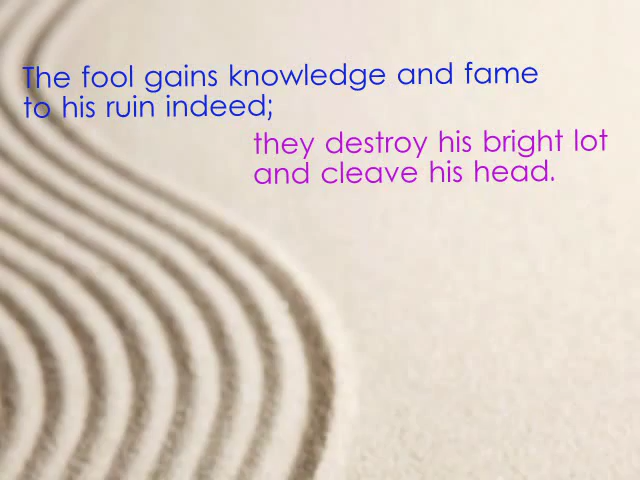 The fool gains knowledge and fame
to his ruin indeed;
they destroy his bright lot
and cleave his head.